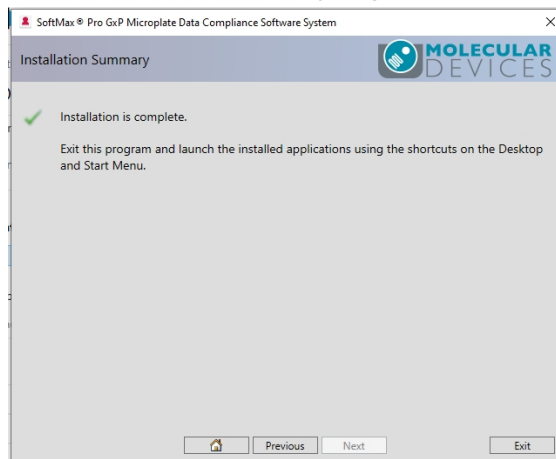 SoftMax ® Pro GxP Microplate Data Compliance Software System
Installation Summary
MOLECULAR
DEVICES
Installation is complete.
Exit this program and launch the installed applications using the shortcuts on the Desktop
and Start Menu.
Previous Next Exit